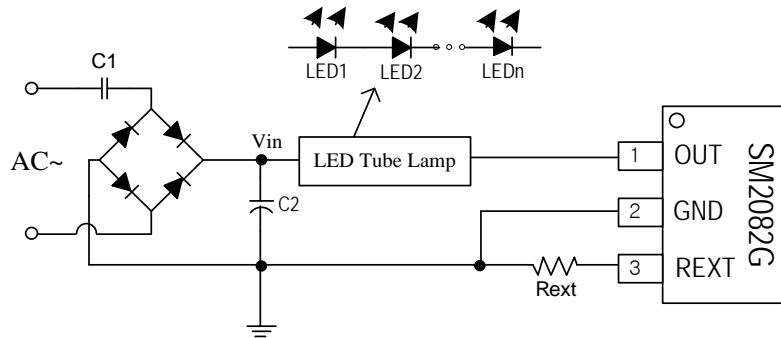 C1
LED1
LED2
LEDn
AC~
Vin
LED Tube Lamp
C2
Rext
1
OUT
2
GND
3
REXT
SM2082G